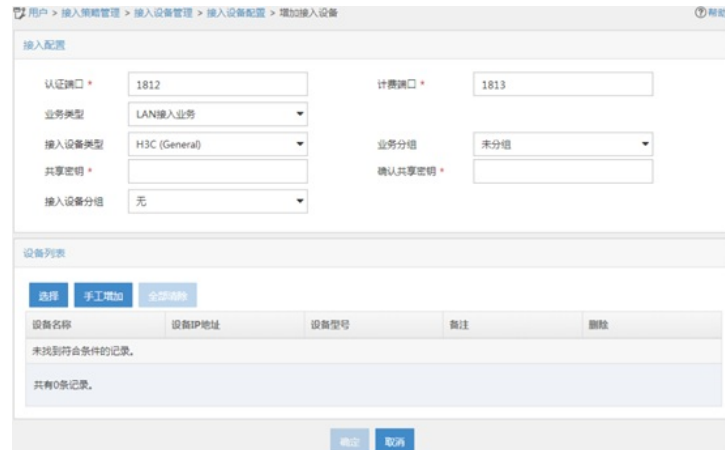 用户 > 接入策略管理 > 接入设备管理 > 接入设备配置 > 增加接入设备 ?帮助
接入配置
认证端口 * 1812 计费端口 * 1813
业务类型 LAN接入业务
接入设备类型 H3C (General) 业务分组 未分组
共享密钥 * 确认共享密钥 *
接入设备分组 无
设备列表
选择 手工增加 全部清除
设备名称 设备IP地址 设备型号 备注 删除
未找到符合条件的记录。
共有0条记录。
确定 取消